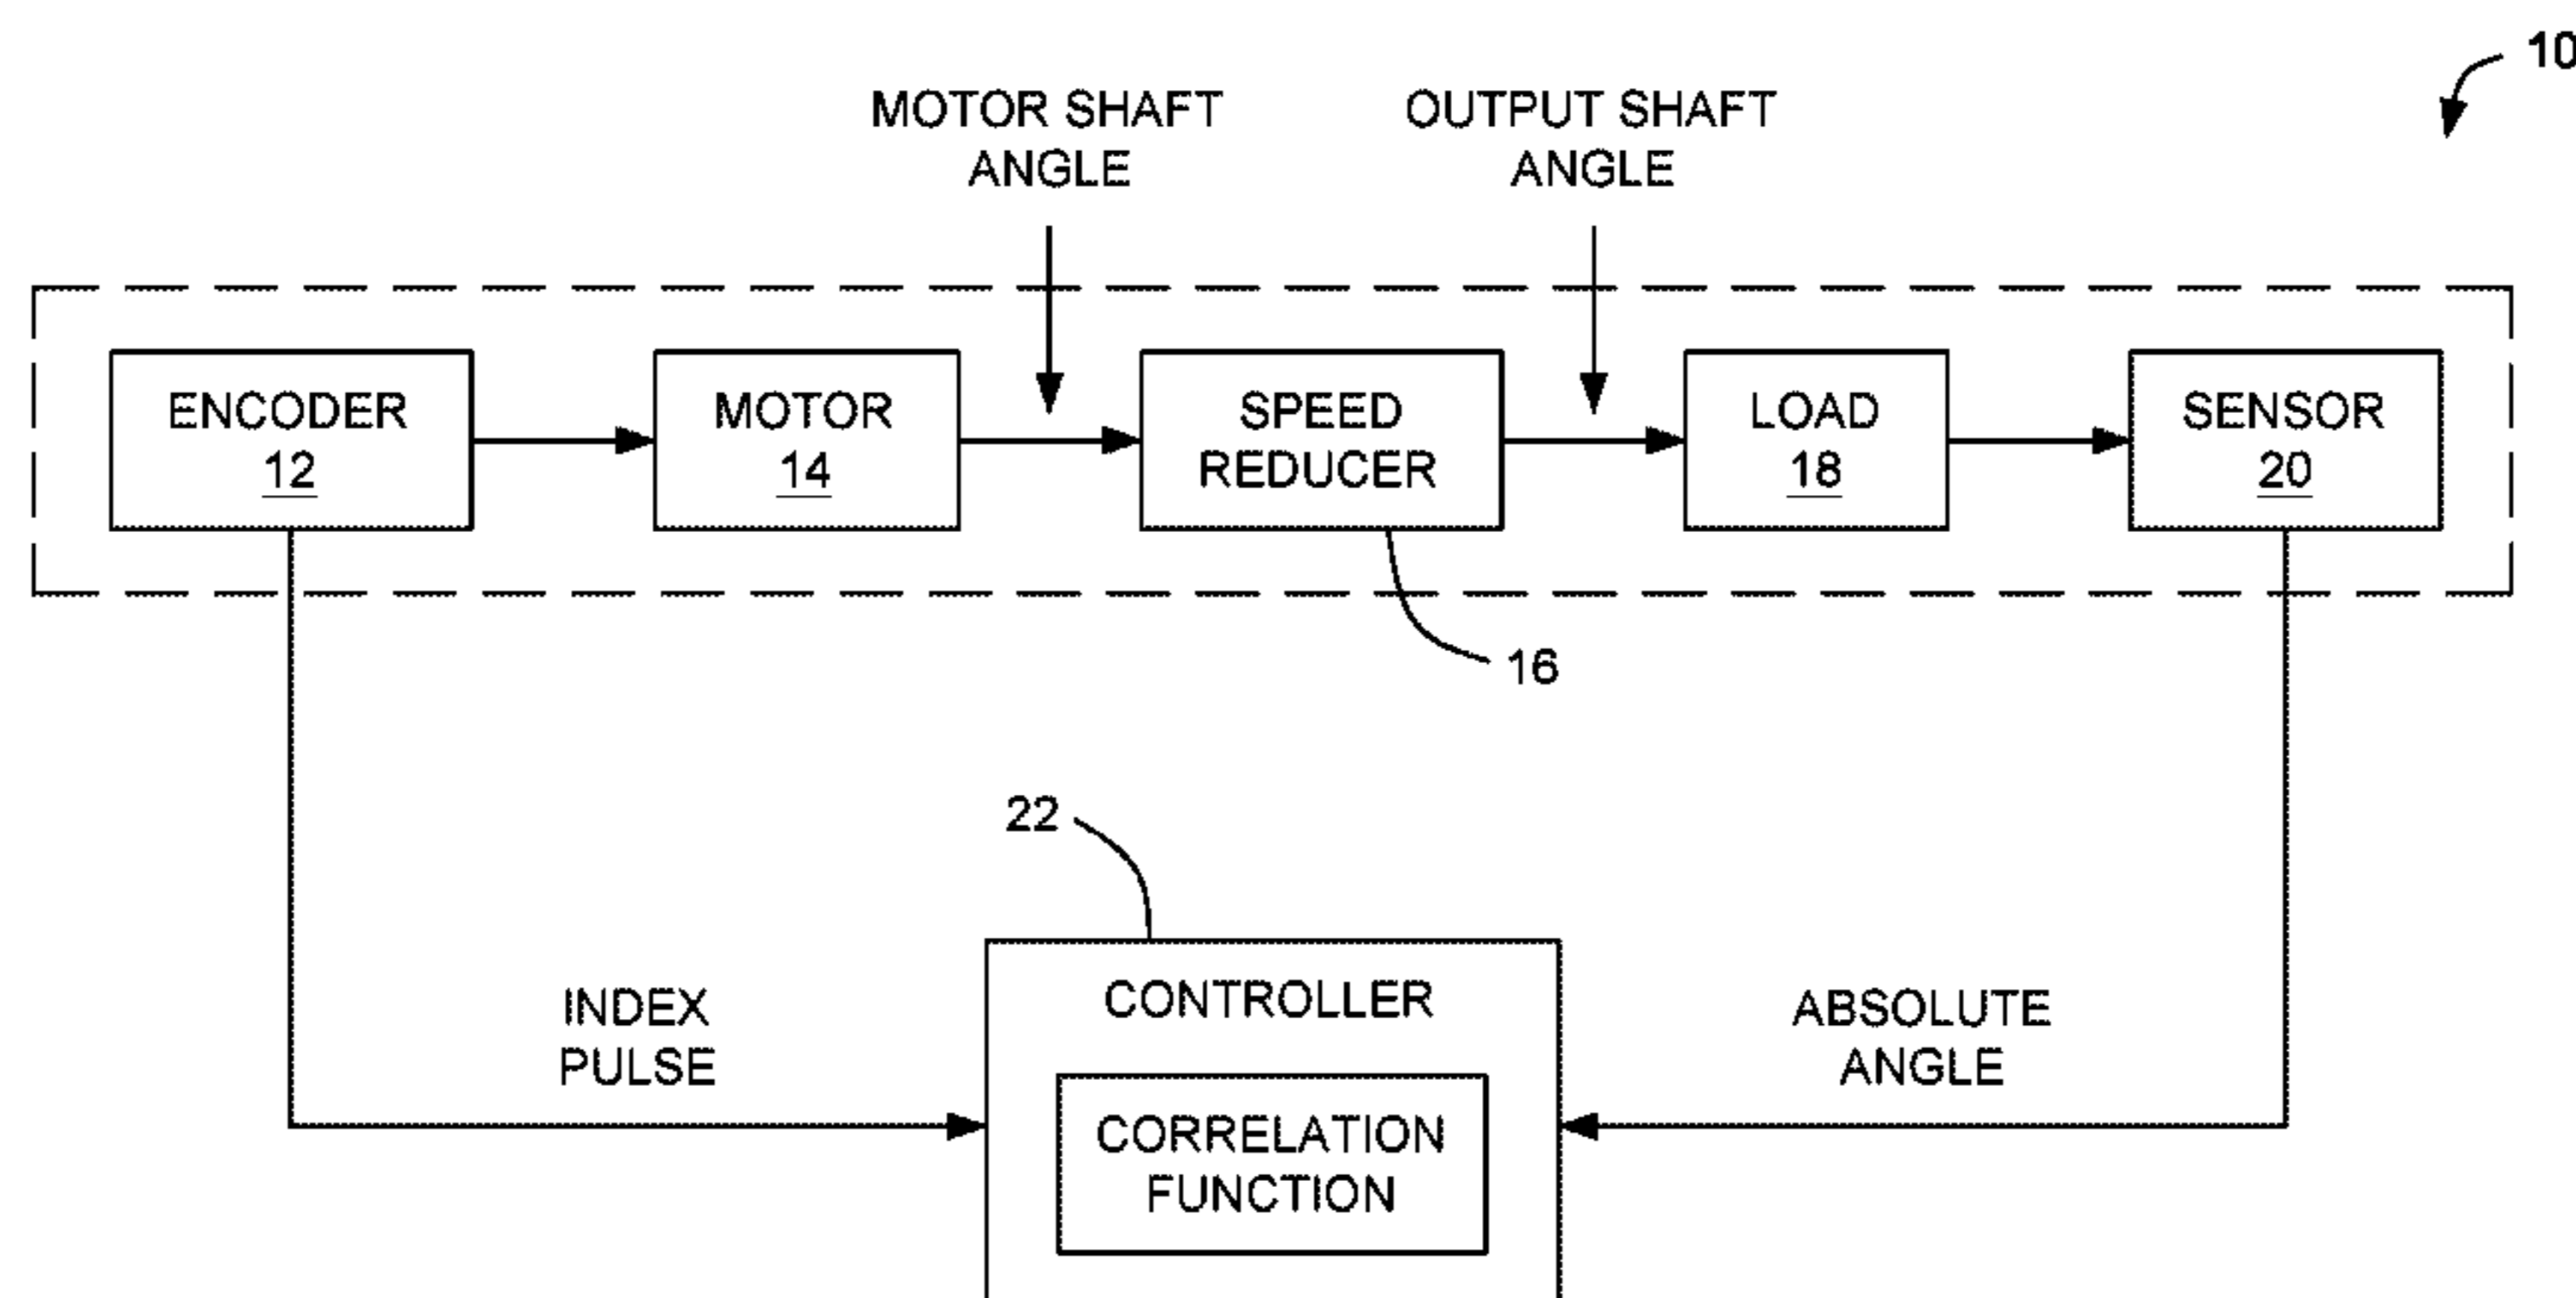 10
MOTOR SHAFT
ANGLE
OUTPUT SHAFT
ANGLE
ENCODER
12
MOTOR
14
SPEED
REDUCER
LOAD
18
SENSOR
20
16
22
INDEX
PULSE
CONTROLLER
CORRELATION
FUNCTION
ABSOLUTE
ANGLE